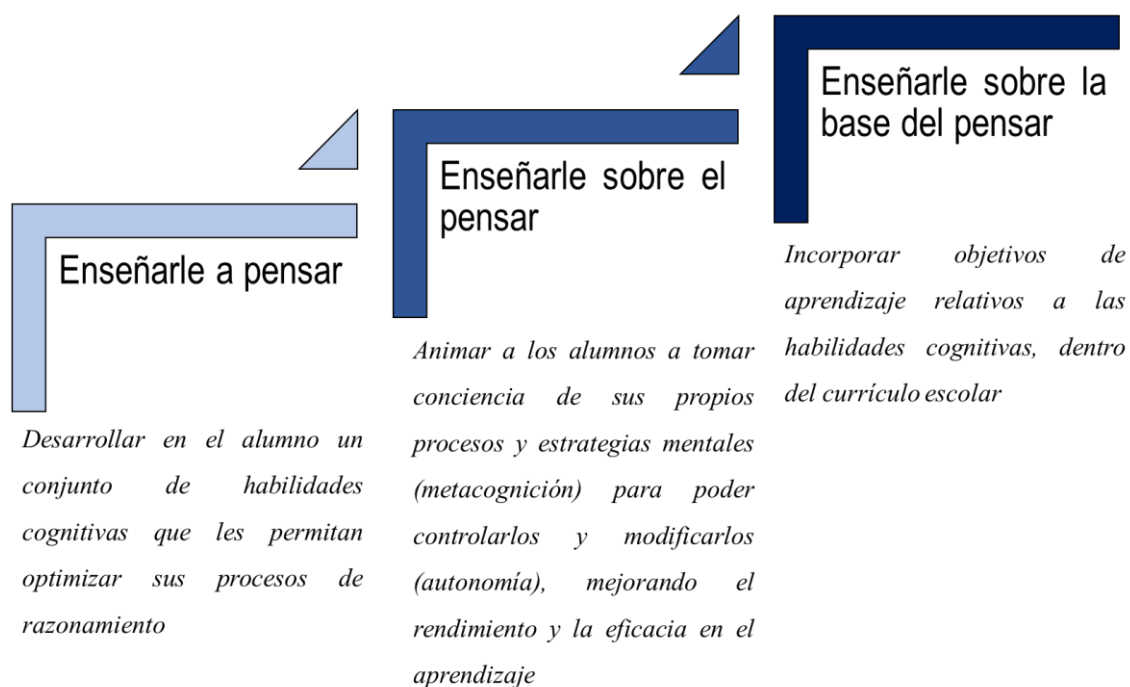 Enseñarle a pensar
Desarrollar en el alumno un
conjunto de habilidades
cognitivas que les permitan
optimizar sus procesos de
razonamiento
Enseñarle sobre el
pensar
Animar a los alumnos a tomar
conciencia de sus propios
procesos y estrategias mentales
(metacognición) para poder
controlarlos y modificarlos
(autonomía), mejorando el
rendimiento y la eficacia en el
aprendizaje
Enseñarle sobre la
base del pensar
Incorporar objetivos de
aprendizaje relativos a las
habilidades cognitivas, dentro
del currículo escolar